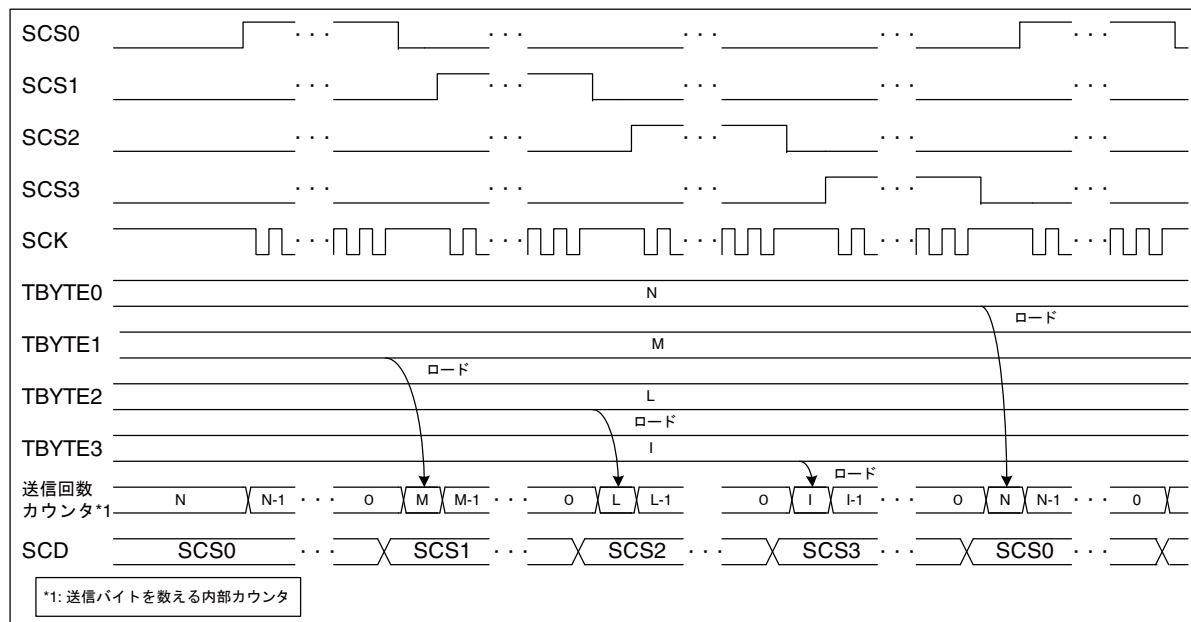 SCS0
SCS1
SCS2
SCS3
SCK
TBYTE0 N
ロード
TBYTE1 M
ロード
TBYTE2 L
ロード
TBYTE3 I
ロード
送信回数
カウンタ*1 N N-1 ··· 0 M M-1 ··· 0 L L-1 ··· 0 I I-1 ··· 0 N N-1 ··· 0
SCD SCS0 ··· SCS1 ··· SCS2 ··· SCS3 ··· SCS0 ···
*1: 送信バイトを数える内部カウンタ